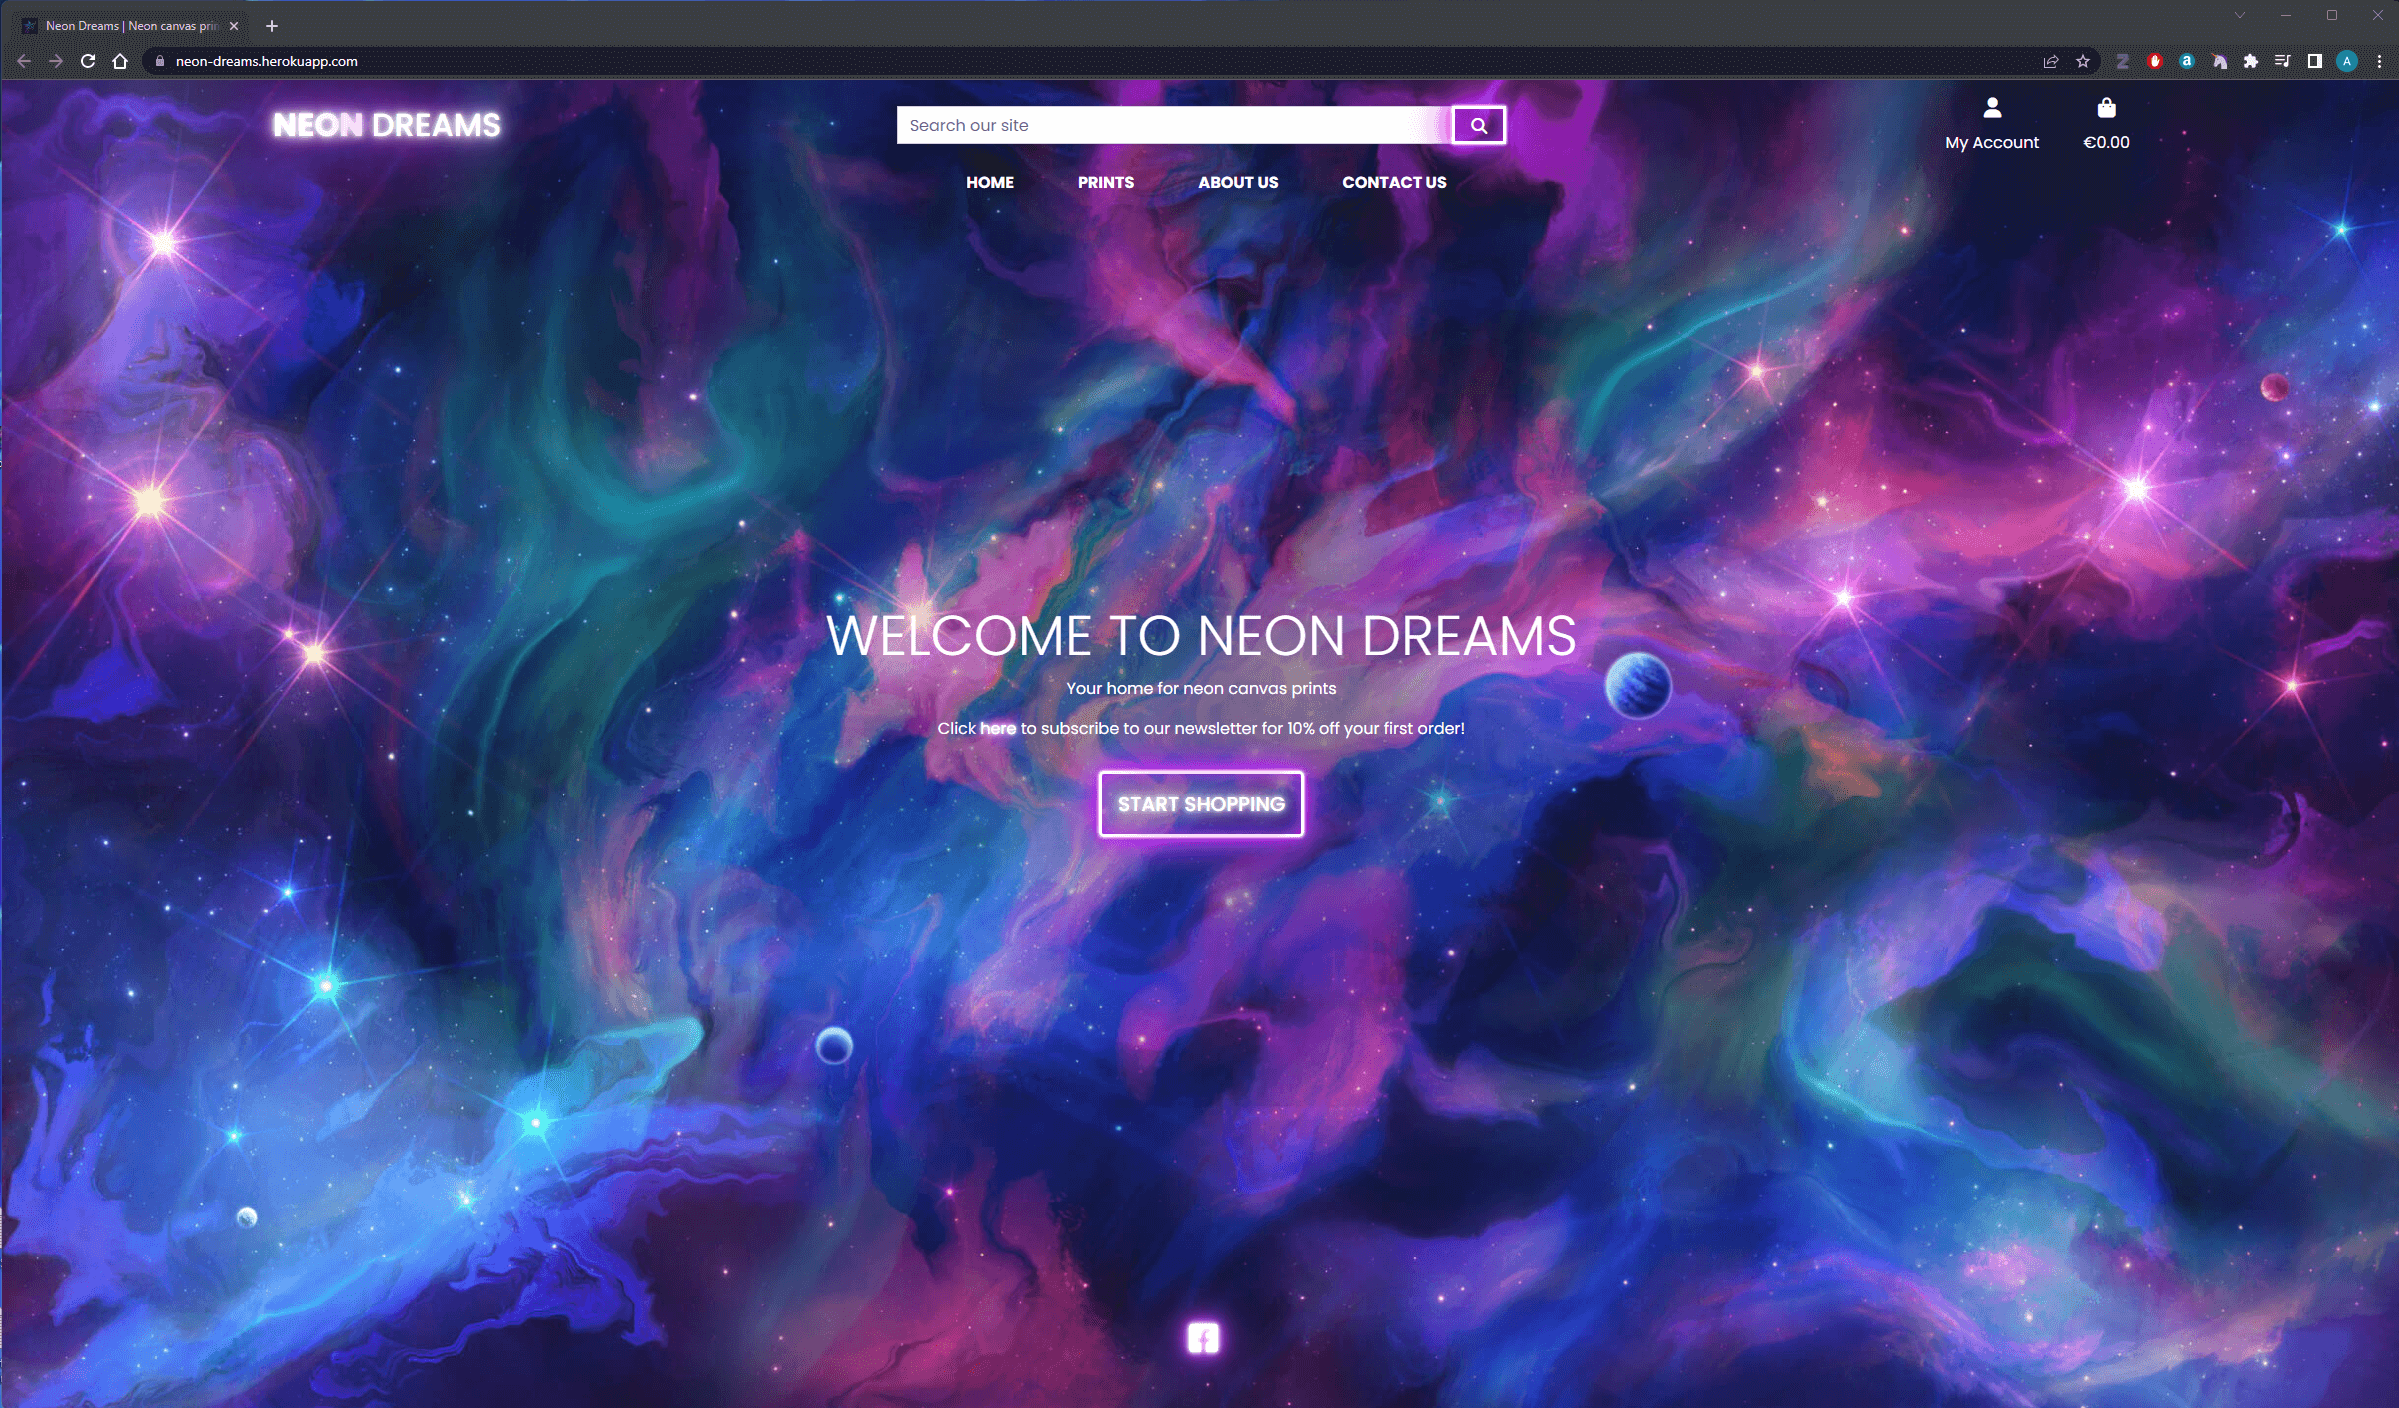 Neon Dreams | Neon canvas prin
neon-dreams.herokuapp.com
A
NEON DREAMS
Search our site
My Account
€0.00
HOME
PRINTS
ABOUT US
CONTACT US
WELCOME TO NEON DREAMS
Your home for neon canvas prints
Click here to subscribe to our newsletter for 10% off your first order!
START SHOPPING